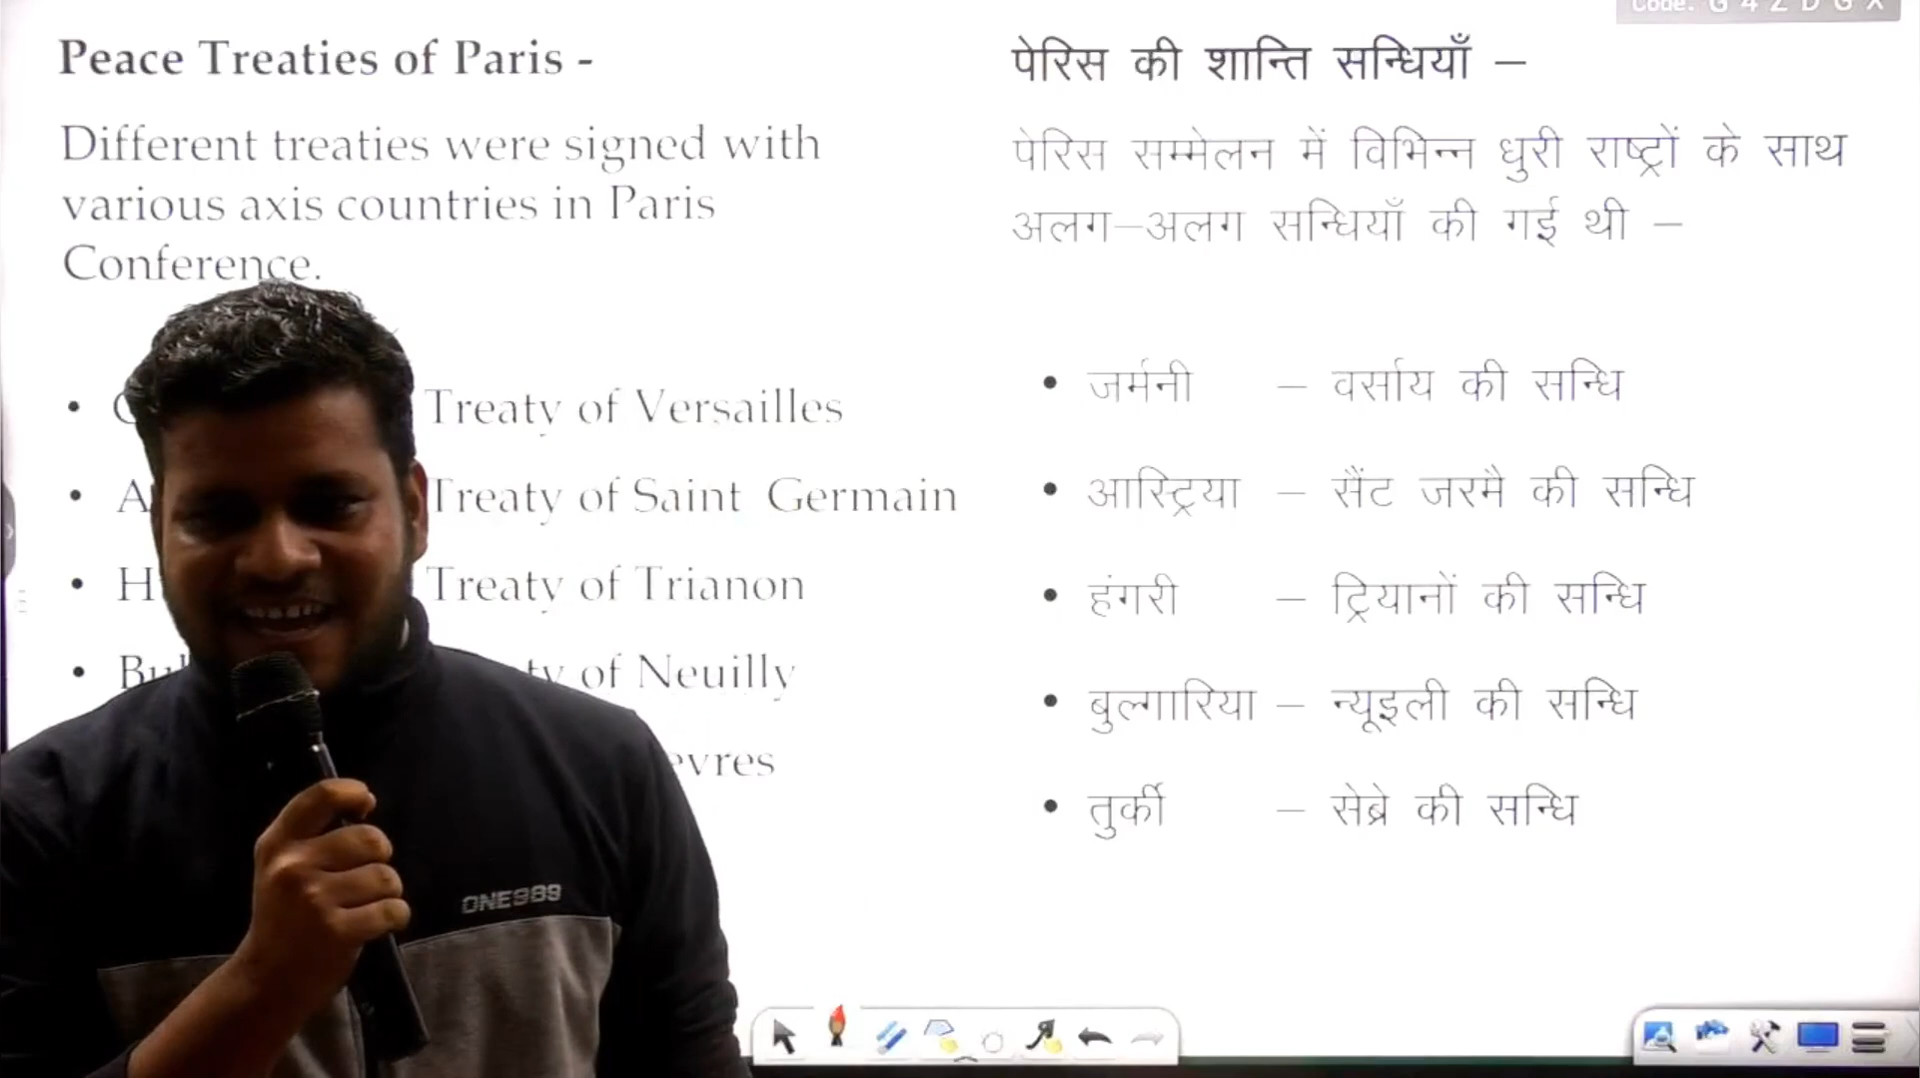 Code: G 4 Z D G X
Peace Treaties of Paris -
Different treaties were signed with
various axis countries in Paris
Conference.
• Treaty of Versailles
• Treaty of Saint Germain
• Treaty of Trianon
• of Neuilly
पेरिस की शान्ति सन्धियाँ –
पेरिस सम्मेलन में विभिन्न धुरी राष्ट्रों के साथ
अलग–अलग सन्धियाँ की गई थी –
• जर्मनी – वर्साय की सन्धि
• आस्ट्रिया – सैंट जरमै की सन्धि
• हंगरी – ट्रियानों की सन्धि
• बुल्गारिया – न्यूइली की सन्धि
• तुर्की – सेब्रे की सन्धि
ONE989